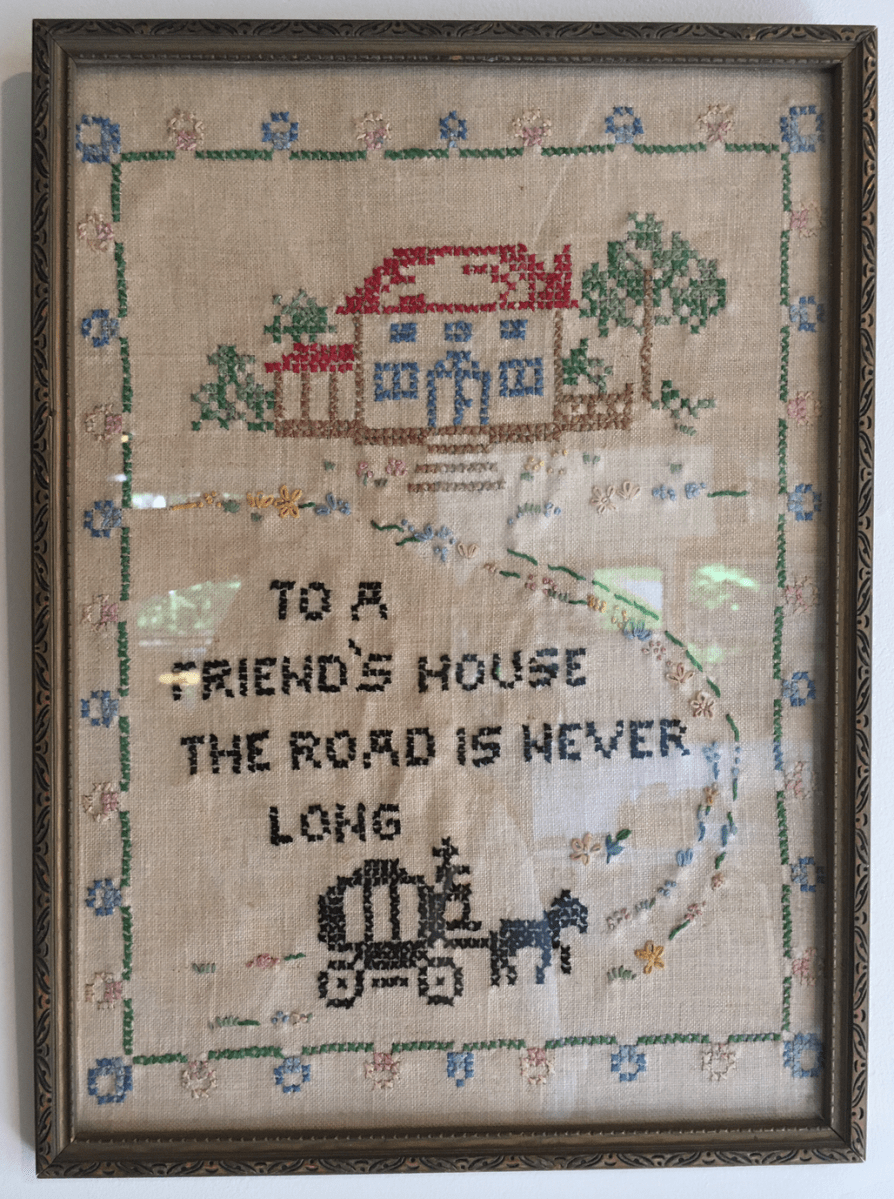 TO A
FRIEND'S HOUSE
THE ROAD IS NEVER
LONG